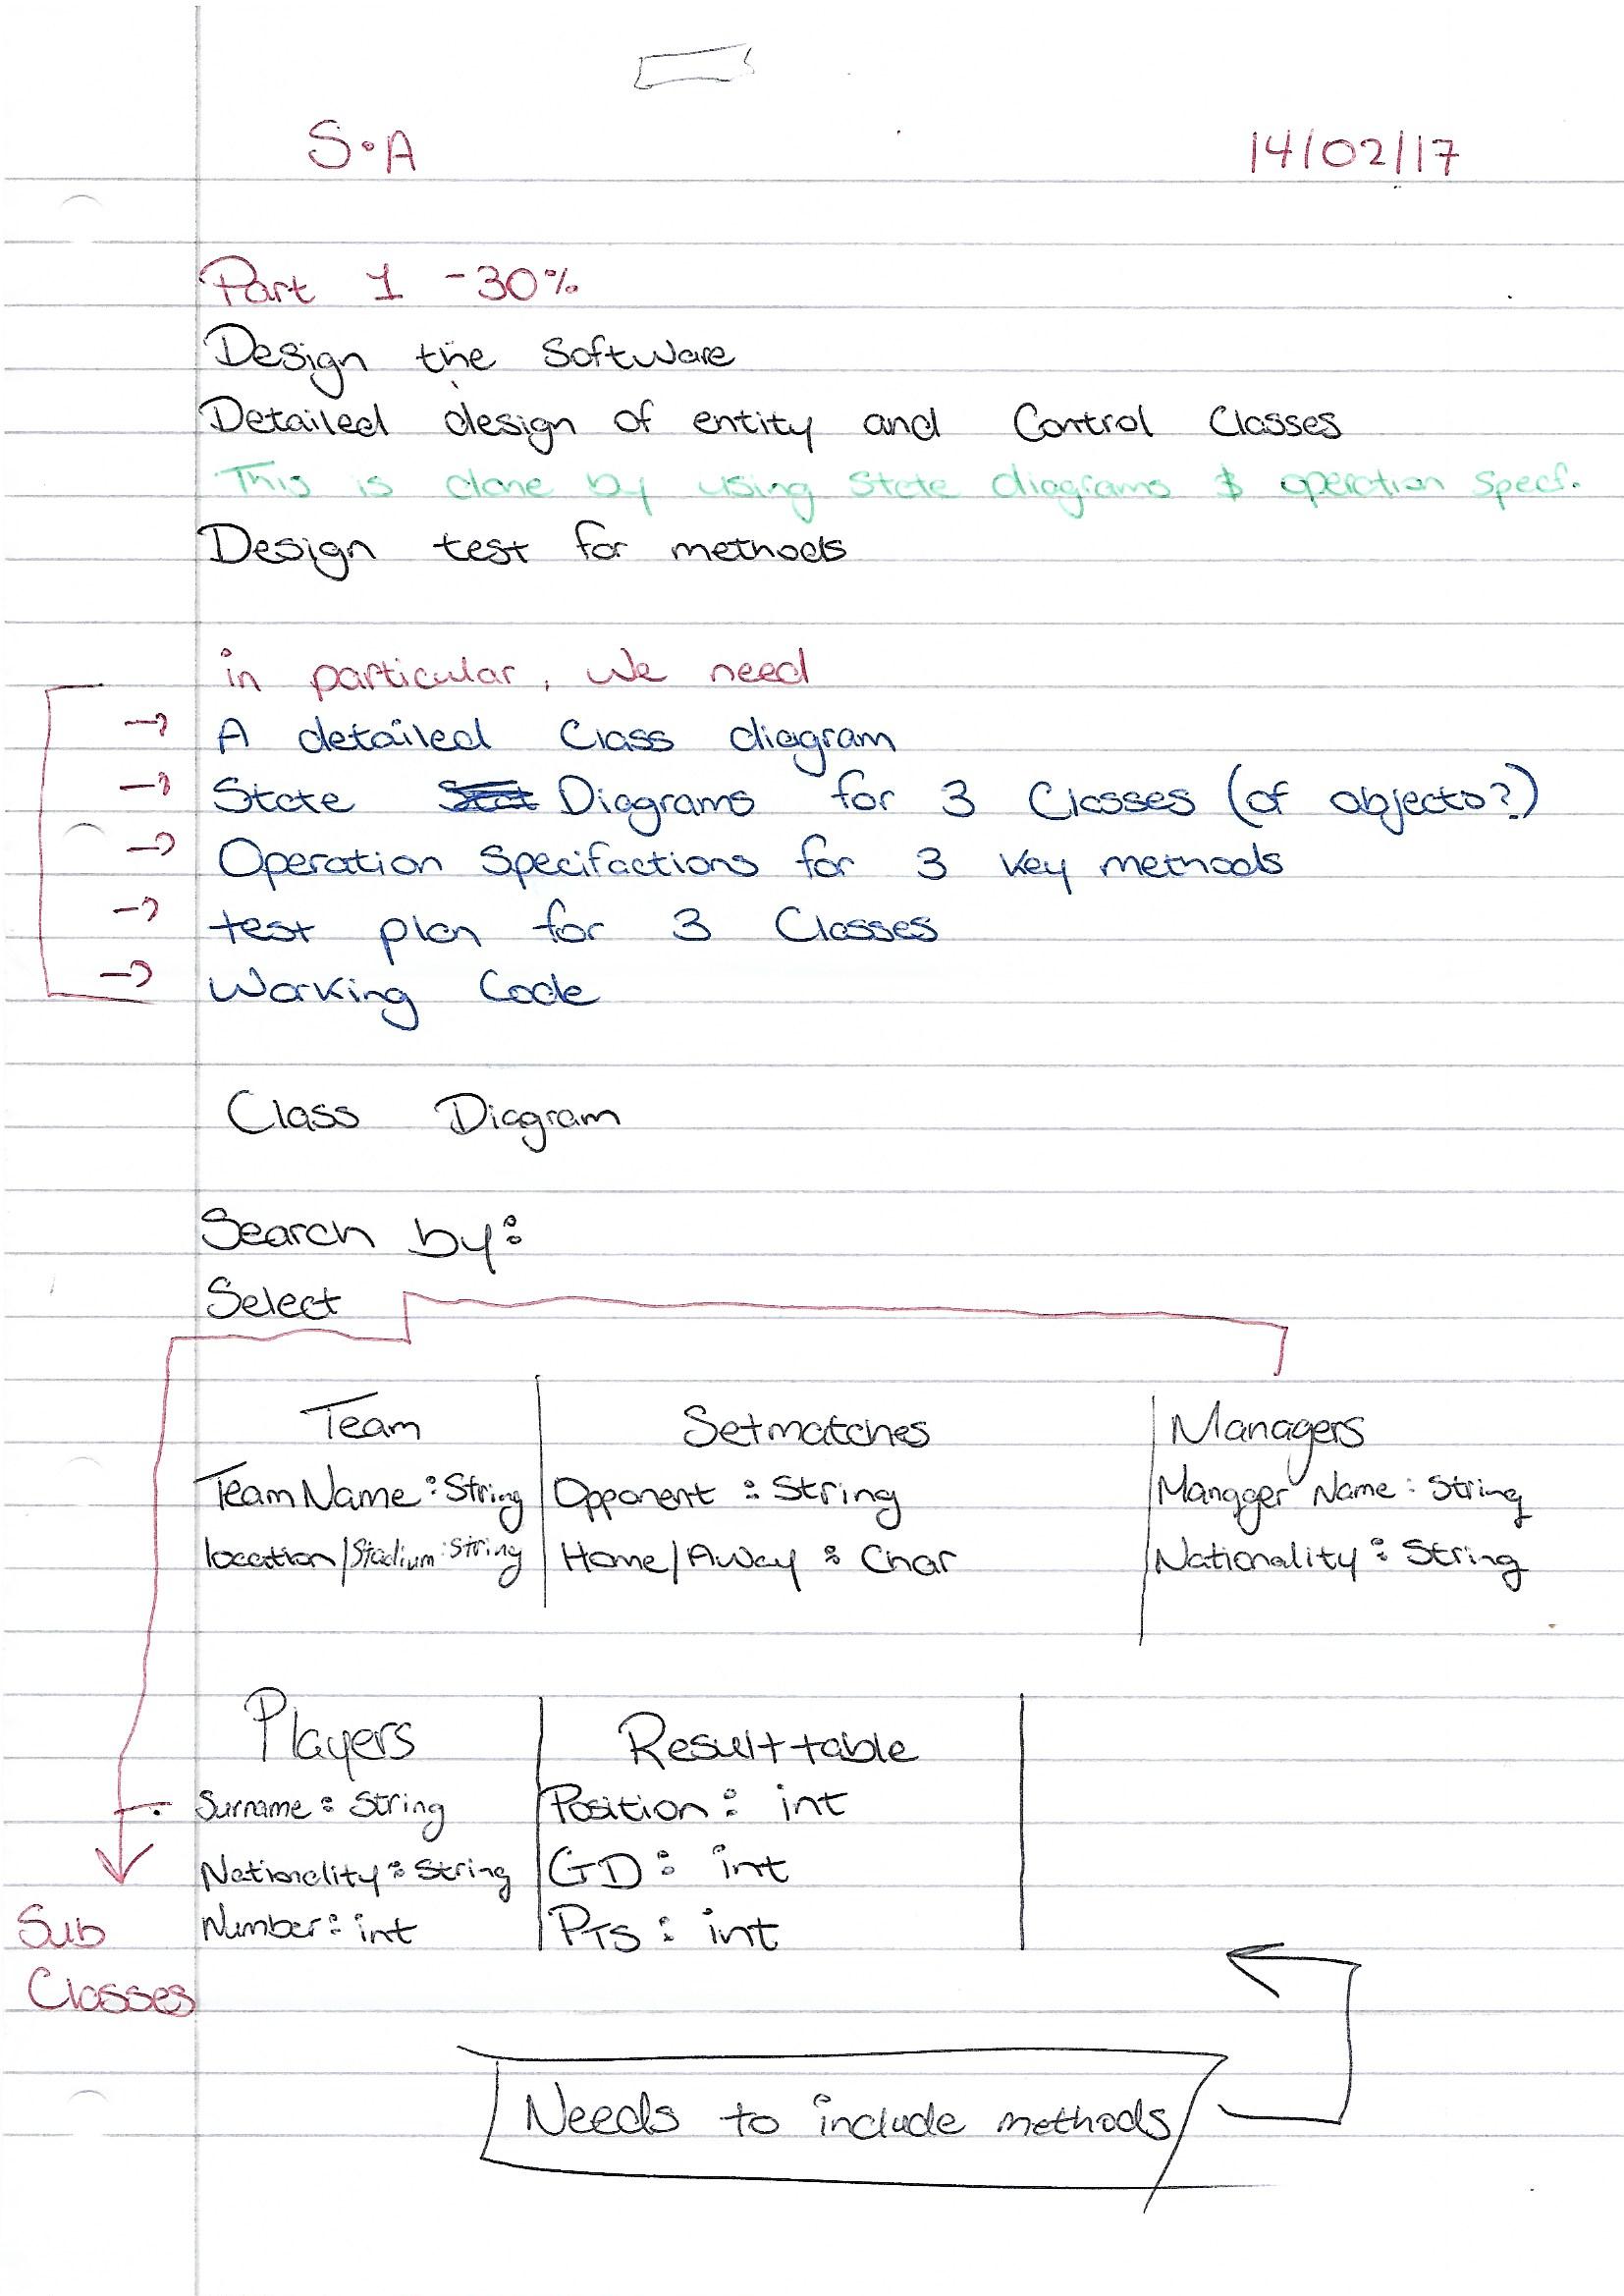 S.A 14/02/17
Part 1 - 30%
Design the Software
Detailed design of entity and Control Classes
This is done by using State diagrams & operation Specf.
Design test for methods
in particular, we need
→ A detailed Class diagram
→ State Diagrams for 3 Classes (of objects?)
→ Operation Specifactions for 3 key methods
→ test plan for 3 Classes
→ Working Code
Class Diagram
Search by:
Select
Team Setmatches Managers
Team Name : String Opponent : String Manager Name : String
location/Stadium : String Home/Away : Char Nationality : String
Players Result table
Surname : String Position : int
Nationality : String GD : int
Number : int PTS : int
Sub
Classes
Needs to include methods